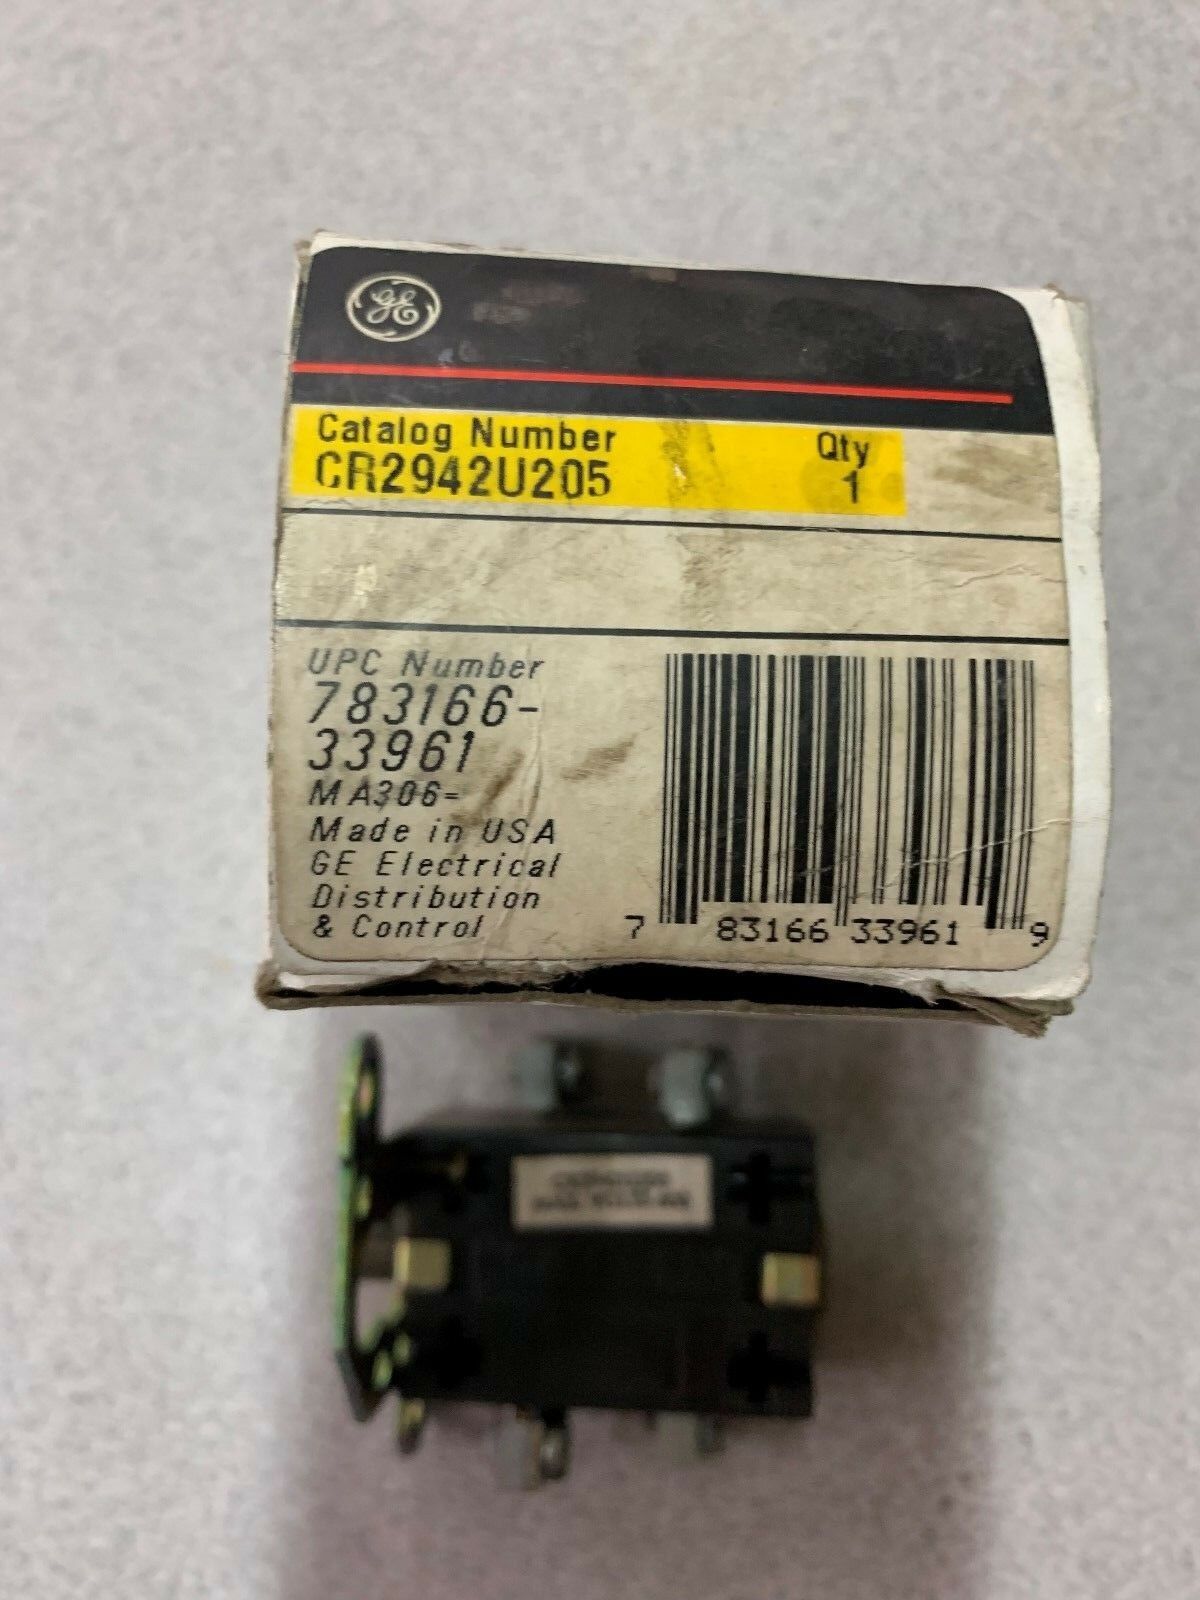 GE
Catalog Number Qty
CR2942U205 1
UPC Number
783166-
33961
MA306-
Made in USA
GE Electrical
Distribution
& Control
7 83166 33961 9